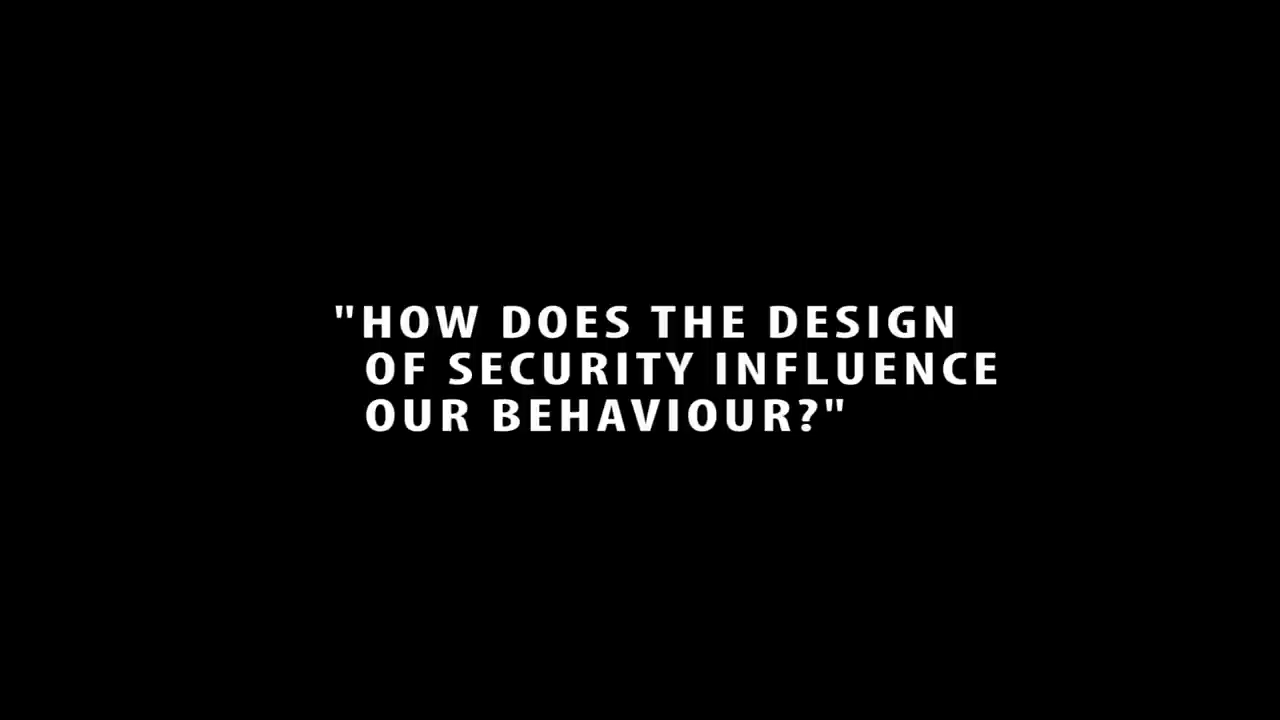 "HOW DOES THE DESIGN
OF SECURITY INFLUENCE
OUR BEHAVIOUR?"